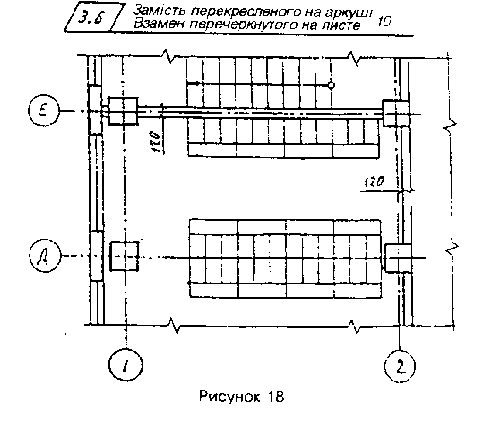 3.6
Замість перекресленого на аркуші
Взамен перечеркнутого на листе 10
Е
120
120
Д
1
2
Рисунок 18